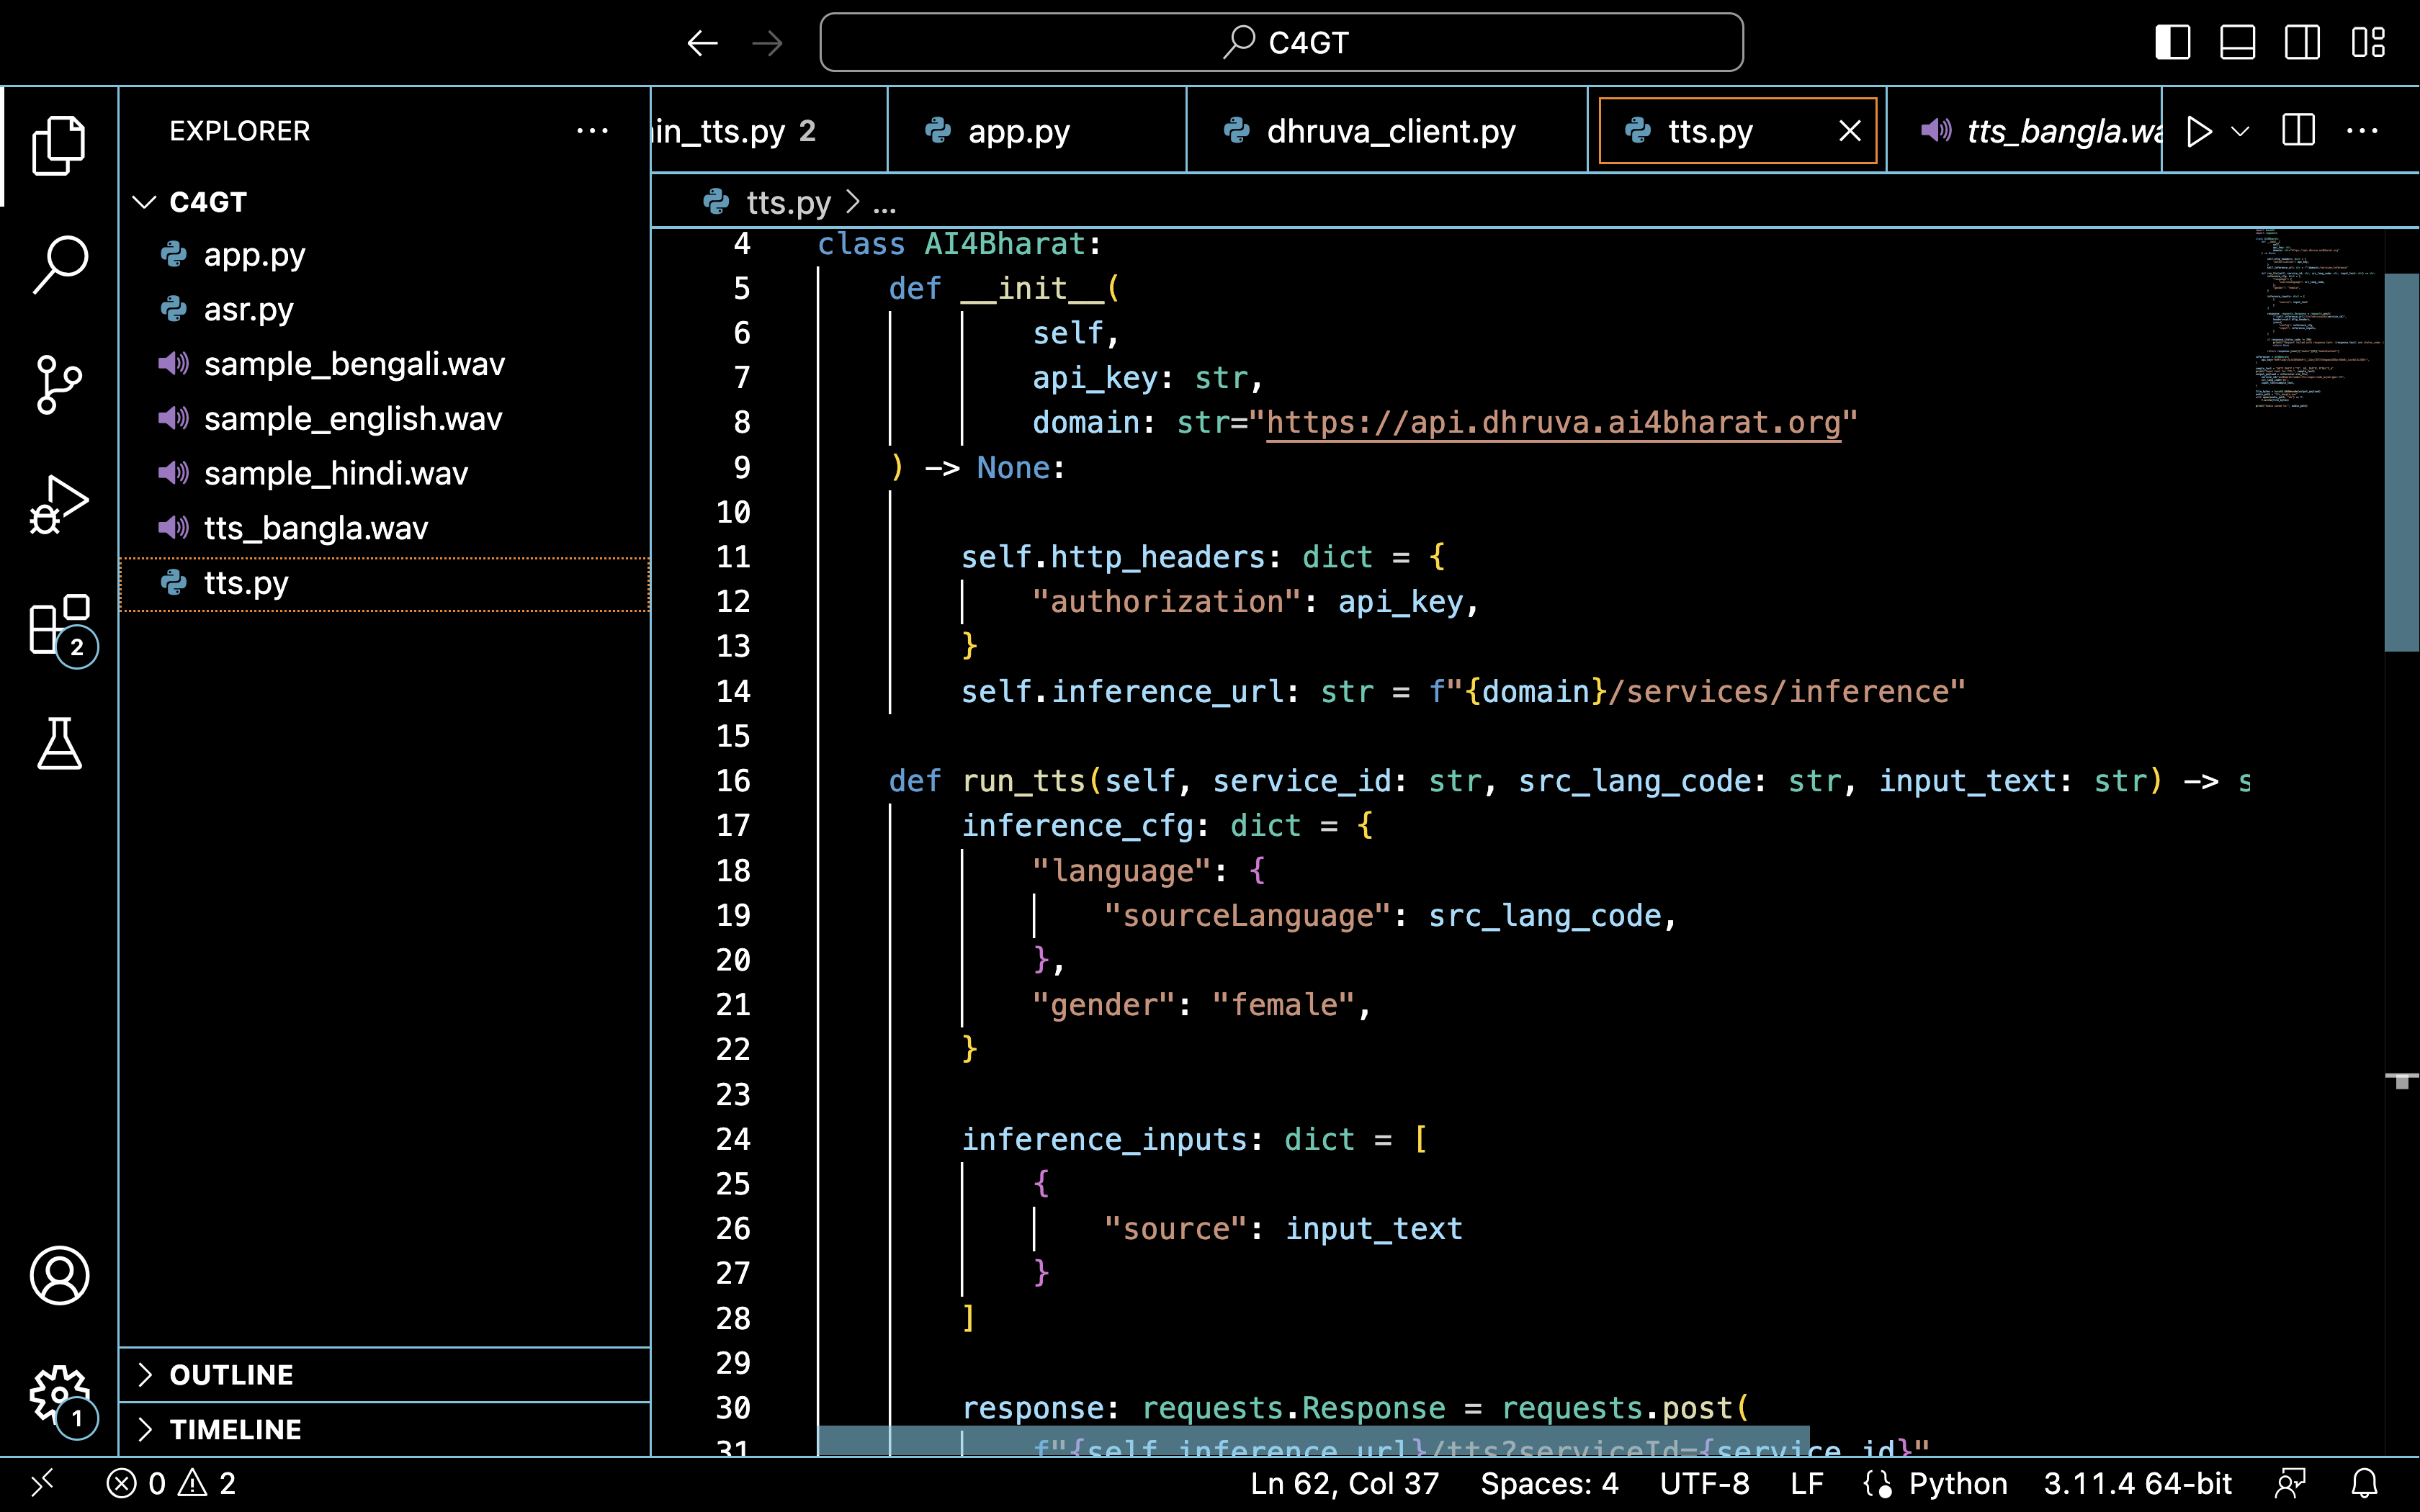 C4GT
EXPLORER
C4GT
app.py
asr.py
sample_bengali.wav
sample_english.wav
sample_hindi.wav
tts_bangla.wav
tts.py
OUTLINE
TIMELINE
2
1
in_tts.py 2
app.py
dhruva_client.py
tts.py
tts_bangla.wa
tts.py > ...
4 class AI4Bharat:
5 def __init__(
6 self,
7 api_key: str,
8 domain: str="https://api.dhruva.ai4bharat.org"
9 ) -> None:
10
11 self.http_headers: dict = {
12 "authorization": api_key,
13 }
14 self.inference_url: str = f"{domain}/services/inference"
15
16 def run_tts(self, service_id: str, src_lang_code: str, input_text: str) -> s
17 inference_cfg: dict = {
18 "language": {
19 "sourceLanguage": src_lang_code,
20 },
21 "gender": "female",
22 }
23
24 inference_inputs: dict = [
25 {
26 "source": input_text
27 }
28 ]
29
30 response: requests.Response = requests.post(
31 f"{self.inference_url}/tts?serviceId={service_id}"
0 2
Ln 62, Col 37
Spaces: 4
UTF-8
LF
Python
3.11.4 64-bit